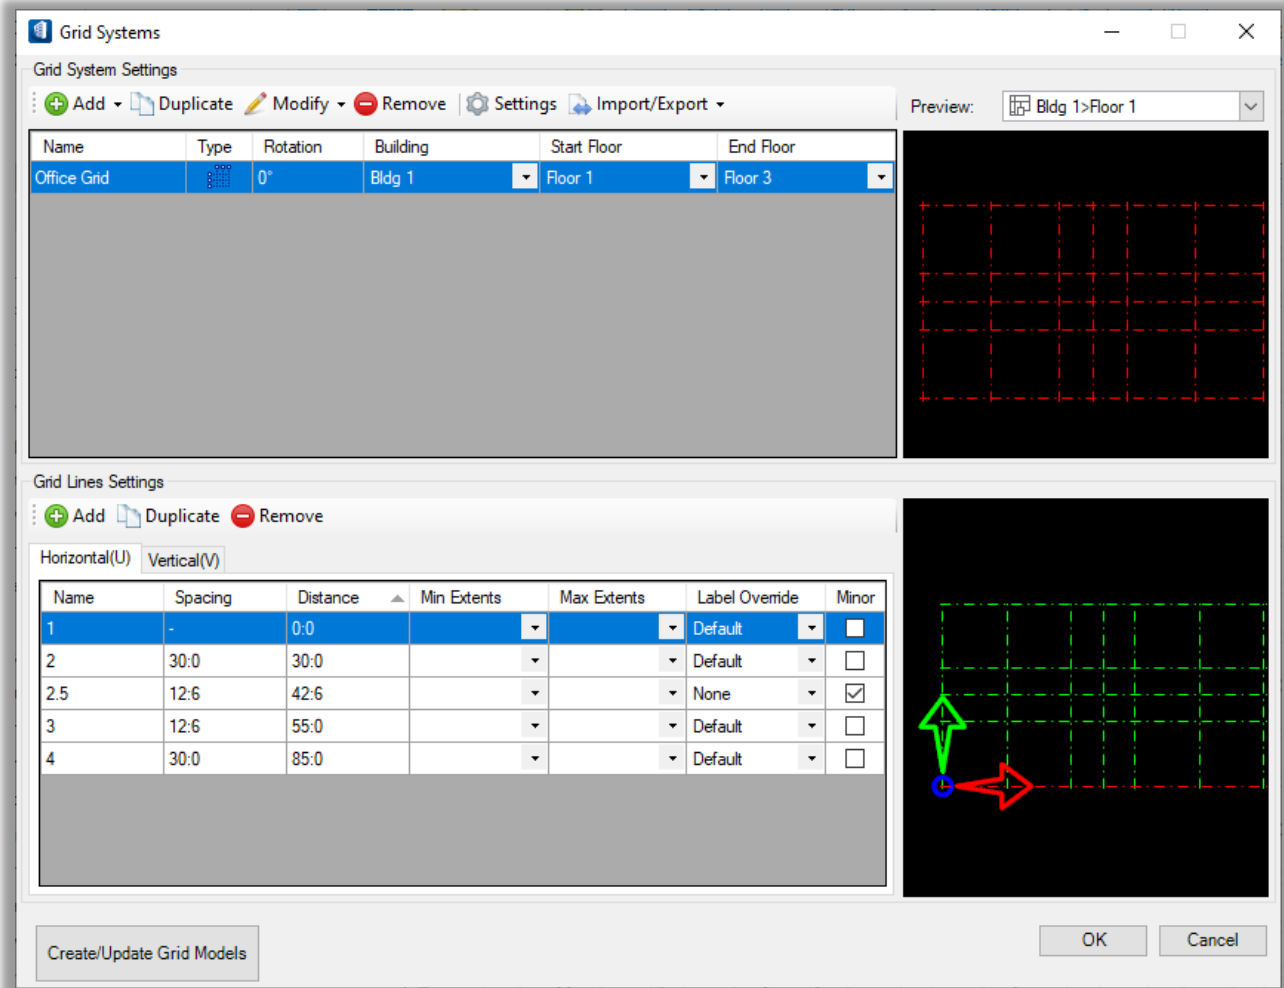 Grid Systems
Grid System Settings
Add Duplicate Modify Remove Settings Import/Export
Preview: Bldg 1>Floor 1
Name Type Rotation Building Start Floor End Floor
Office Grid 0° Bldg 1 Floor 1 Floor 3
Grid Lines Settings
Add Duplicate Remove
Horizontal(U) Vertical(V)
Name Spacing Distance Min Extents Max Extents Label Override Minor
1 - 0:0 Default
2 30:0 30:0 Default
2.5 12:6 42:6 None
3 12:6 55:0 Default
4 30:0 85:0 Default
Create/Update Grid Models
OK Cancel